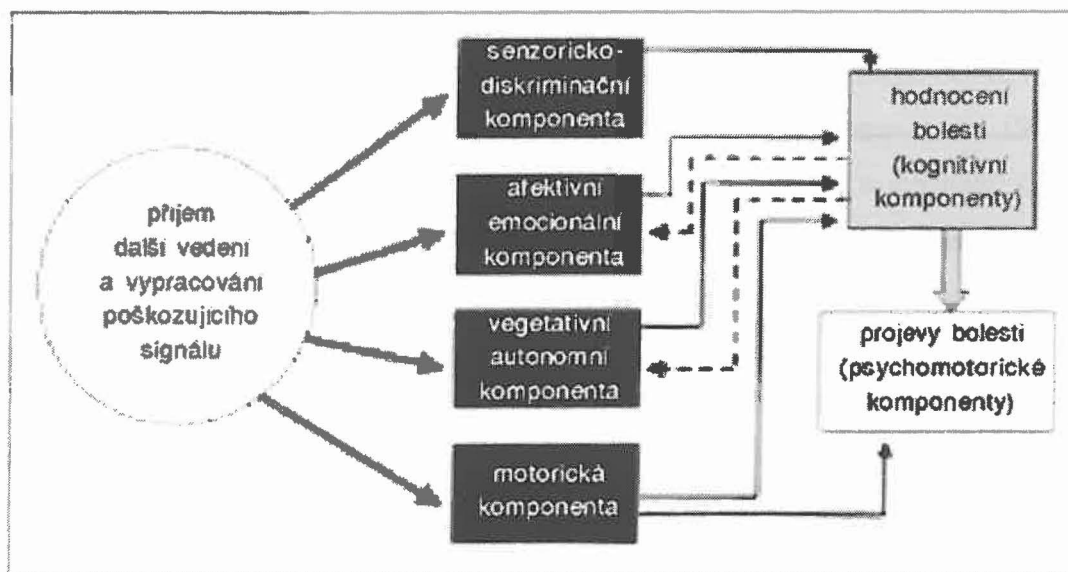 příjem
další vedení
a vypracování
poškozujícího
signálu
senzoricko-
diskriminační
komponenta
afektivní
emocionální
komponenta
vegetativní
autonomní
komponenta
motorická
komponenta
hodnocení
bolesti
(kognitivní
komponenty)
projevy bolesti
(psychomotorické
komponenty)